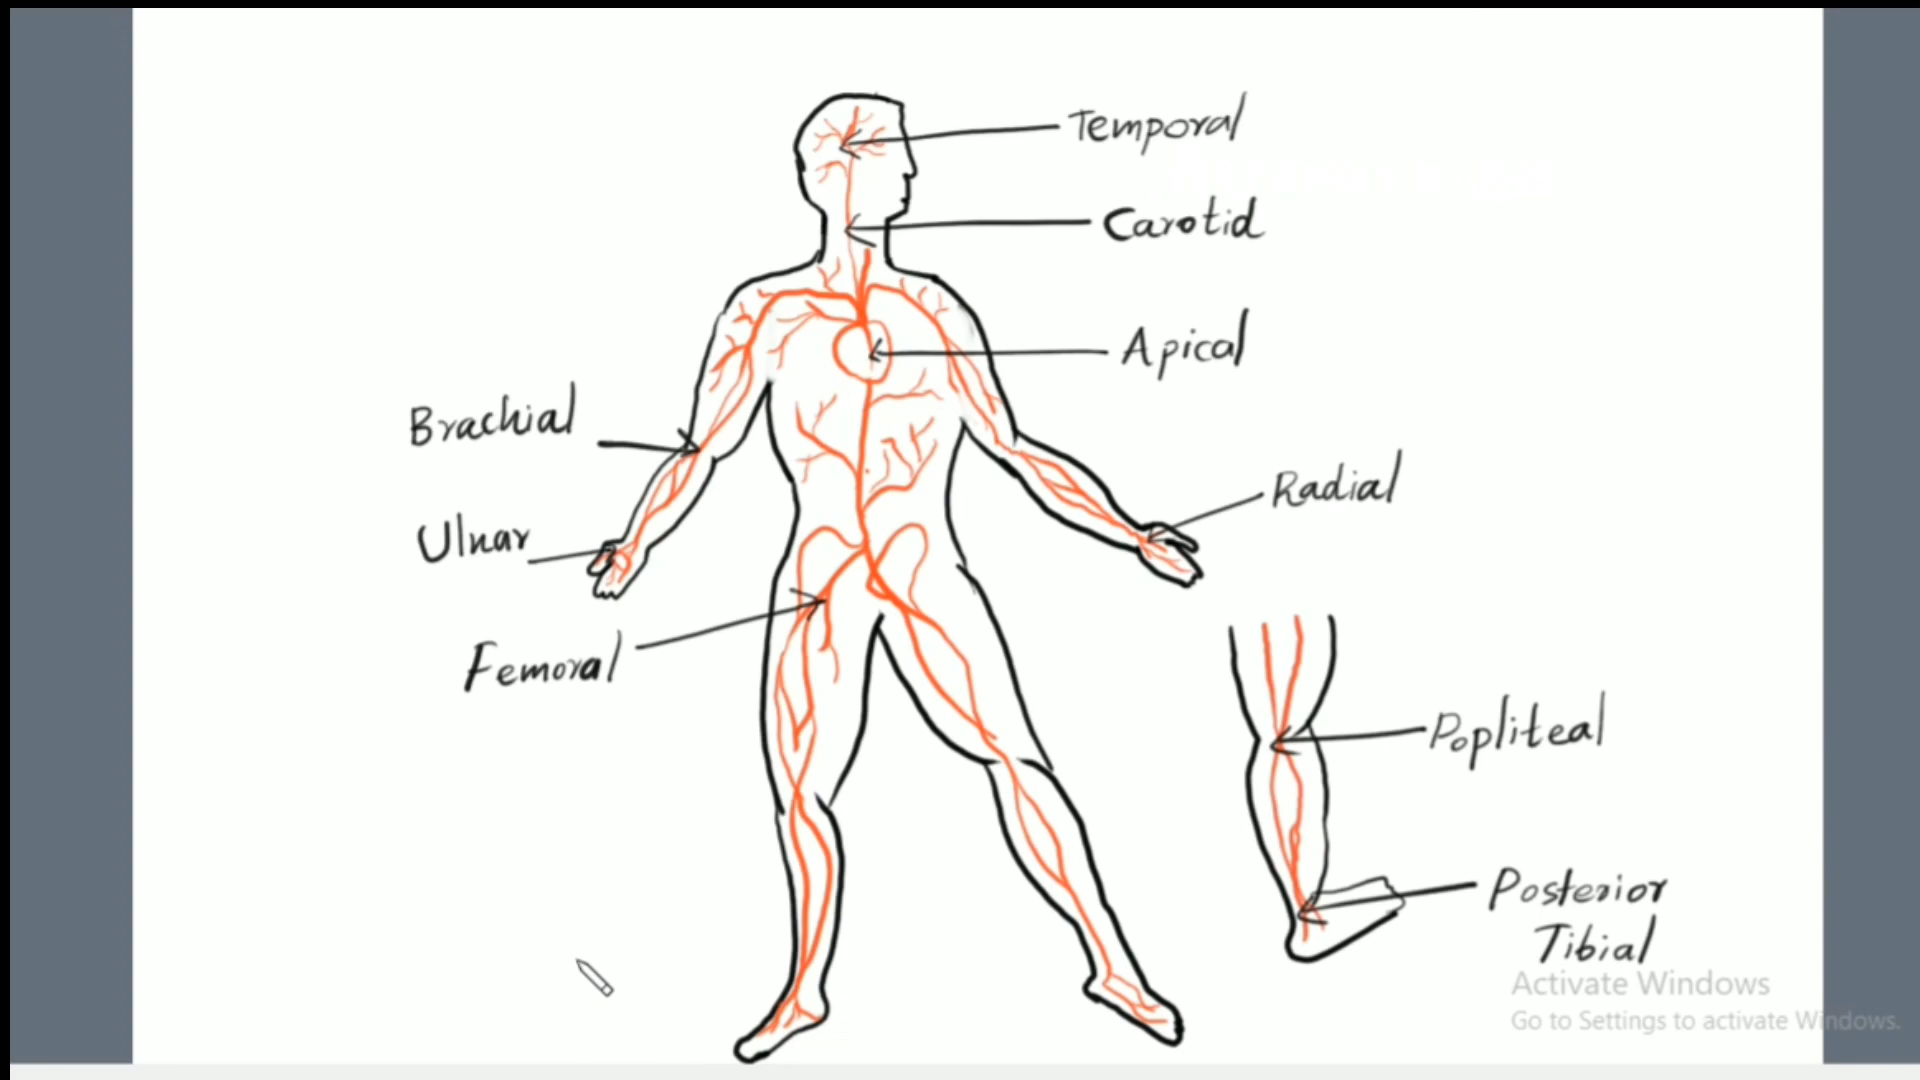 Temporal
Carotid
Apical
Brachial
Radial
Ulnar
Femoral
Popliteal
Posterior
Tibial
Activate Windows
Go to Settings to activate Windows.